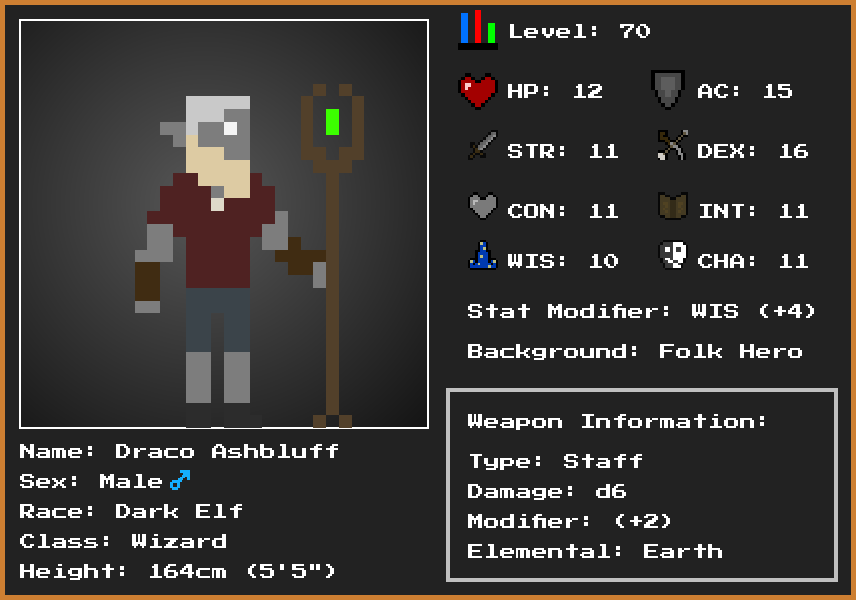 Level: 70
HP: 12
AC: 15
STR: 11
DEX: 16
CON: 11
INT: 11
WIS: 10
CHA: 11
Stat Modifier: WIS (+4)
Background: Folk Hero
Weapon Information:
Type: Staff
Damage: d6
Modifier: (+2)
Elemental: Earth
Name: Draco Ashbluff
Sex: Male ♂
Race: Dark Elf
Class: Wizard
Height: 164cm (5'5")